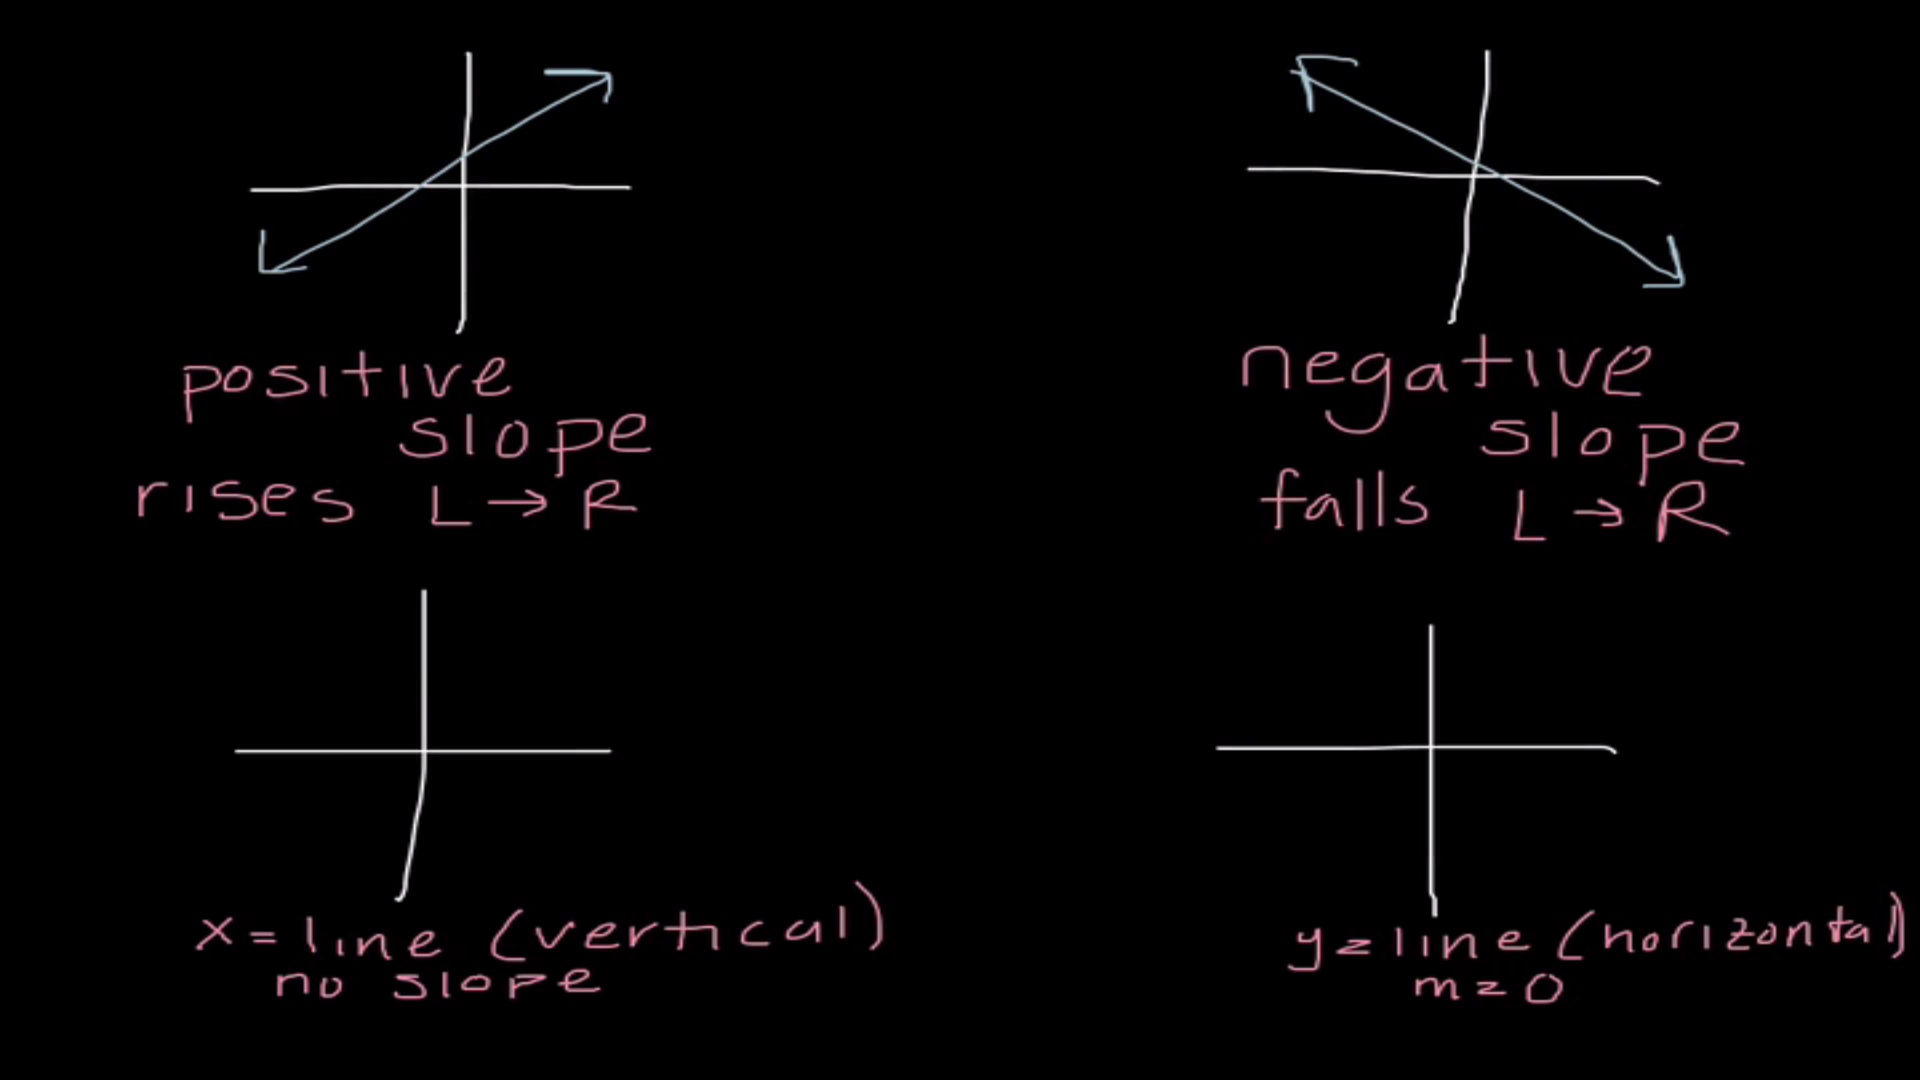 positive
slope
rises L → R
negative
slope
falls L → R
x = line (vertical)
no slope
y = line (horizontal)
m = 0